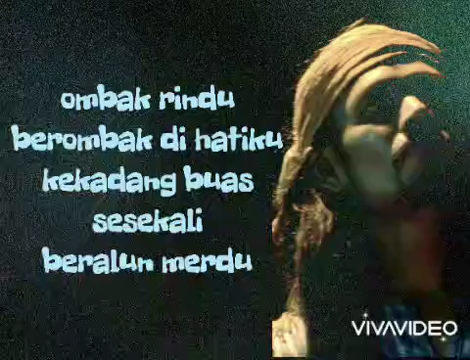 ombak rindu
berombak di hatiku
kekadang buas
sesekali
beralun merdu
VIVAVIDEO